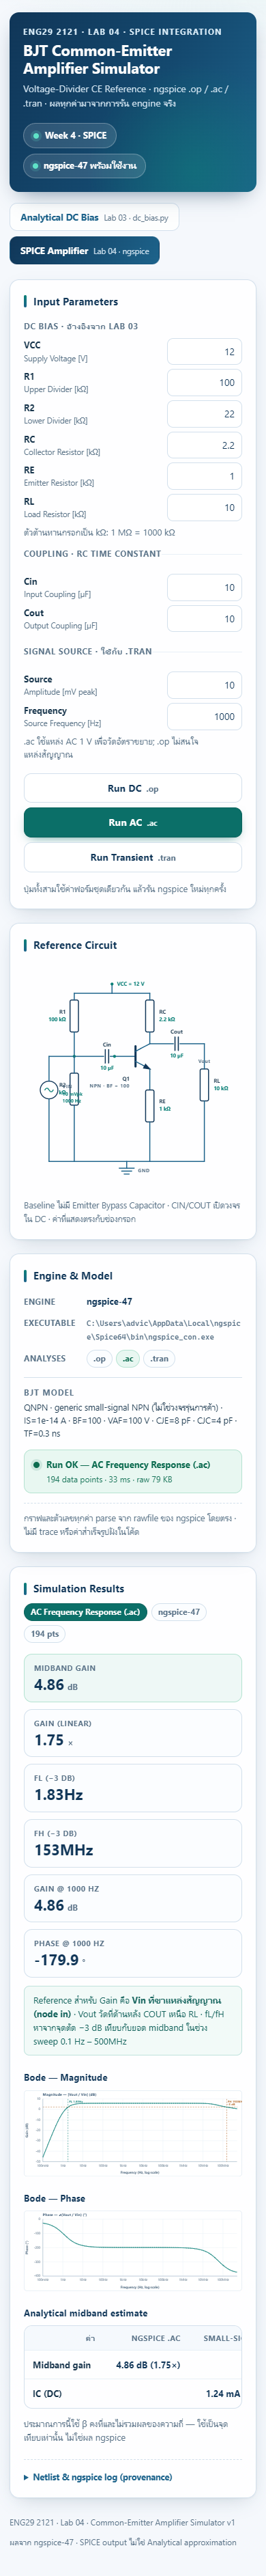 ENG29 2121 · LAB 04 · SPICE INTEGRATION
BJT Common-Emitter
Amplifier Simulator
Voltage-Divider CE Reference · ngspice .op / .ac /
.tran · ผลทุกค่ามาจากการรัน engine จริง
Week 4 · SPICE
ngspice-47 พร้อมใช้งาน
Analytical DC Bias Lab 03 · dc_bias.py
SPICE Amplifier Lab 04 · ngspice
Input Parameters
DC BIAS · อ้างอิงจาก LAB 03
VCC
Supply Voltage [V]
12
R1
Upper Divider [kΩ]
100
R2
Lower Divider [kΩ]
22
RC
Collector Resistor [kΩ]
2.2
RE
Emitter Resistor [kΩ]
1
RL
Load Resistor [kΩ]
10
ตัวต้านทานกรอกเป็น kΩ: 1 MΩ = 1000 kΩ
COUPLING · RC TIME CONSTANT
Cin
Input Coupling [µF]
10
Cout
Output Coupling [µF]
10
SIGNAL SOURCE · ใช้กับ .TRAN
Source
Amplitude [mV peak]
10
Frequency
Source Frequency [Hz]
1000
.ac ใช้แหล่ง AC 1 V เพื่อวัดอัตราขยาย; .op ไม่สนใจ
แหล่งสัญญาณ
Run DC .op
Run AC .ac
Run Transient .tran
ปุ่มทั้งสามใช้ค่าฟอร์มชุดเดียวกัน แล้วรัน ngspice ใหม่ทุกครั้ง
Reference Circuit
VCC = 12 V
R1
100 kΩ
RC
2.2 kΩ
Cout
10 µF
Cin
10 µF
Vout
Q1
NPN · BF = 100
RL
10 kΩ
RE
1 kΩ
1000 Hz
GND
Baseline ไม่มี Emitter Bypass Capacitor · CIN/COUT เปิดวงจร
ใน DC · ค่าที่แสดงตรงกับช่องกรอก
Engine & Model
ENGINE ngspice-47
EXECUTABLE C:\Users\advic\AppData\Local\ngspic
e\Spice64\bin\ngspice_con.exe
ANALYSES .op .ac .tran
BJT MODEL
QNPN · generic small-signal NPN (ไม่ใช่วงจรรุ่นการค้า) ·
IS=1e-14 A · BF=100 · VAF=100 V · CJE=8 pF · CJC=4 pF ·
TF=0.3 ns
Run OK — AC Frequency Response (.ac)
194 data points · 33 ms · raw 79 KB
กราฟและตัวเลขทุกค่า parse จาก rawfile ของ ngspice โดยตรง ·
ไม่มี trace หรือค่าสำเร็จรูปฝังในโค้ด
Simulation Results
AC Frequency Response (.ac) ngspice-47
194 pts
MIDBAND GAIN
4.86 dB
GAIN (LINEAR)
1.75 ×
FL (−3 DB)
1.83Hz
FH (−3 DB)
153MHz
GAIN @ 1000 HZ
4.86 dB
PHASE @ 1000 HZ
-179.9 °
Reference สำหรับ Gain คือ Vin ที่ขาแหล่งสัญญาณ
(node in) · Vout วัดที่ด้านหลัง COUT เหนือ RL · fL/fH
หาจากจุดตัด −3 dB เทียบกับยอด midband ในช่วง
sweep 0.1 Hz – 500MHz
Bode — Magnitude
Magnitude — |Vout / Vin| (dB)
Frequency (Hz, log scale)
Bode — Phase
Phase — ∠(Vout / Vin) (°)
Frequency (Hz, log scale)
Analytical midband estimate
ค่า NGSPICE .AC SMALL-SI
Midband gain 4.86 dB (1.75×)
IC (DC) 1.24 mA
ประมาณการนี้ใช้ β คงที่และไม่รวมผลของความถี่ — ใช้เป็นจุด
เทียบเท่านั้น ไม่ใช่ผล ngspice
▸ Netlist & ngspice log (provenance)
ENG29 2121 · Lab 04 · Common-Emitter Amplifier Simulator v1
ผลจาก ngspice-47 · SPICE output ไม่ใช่ Analytical approximation